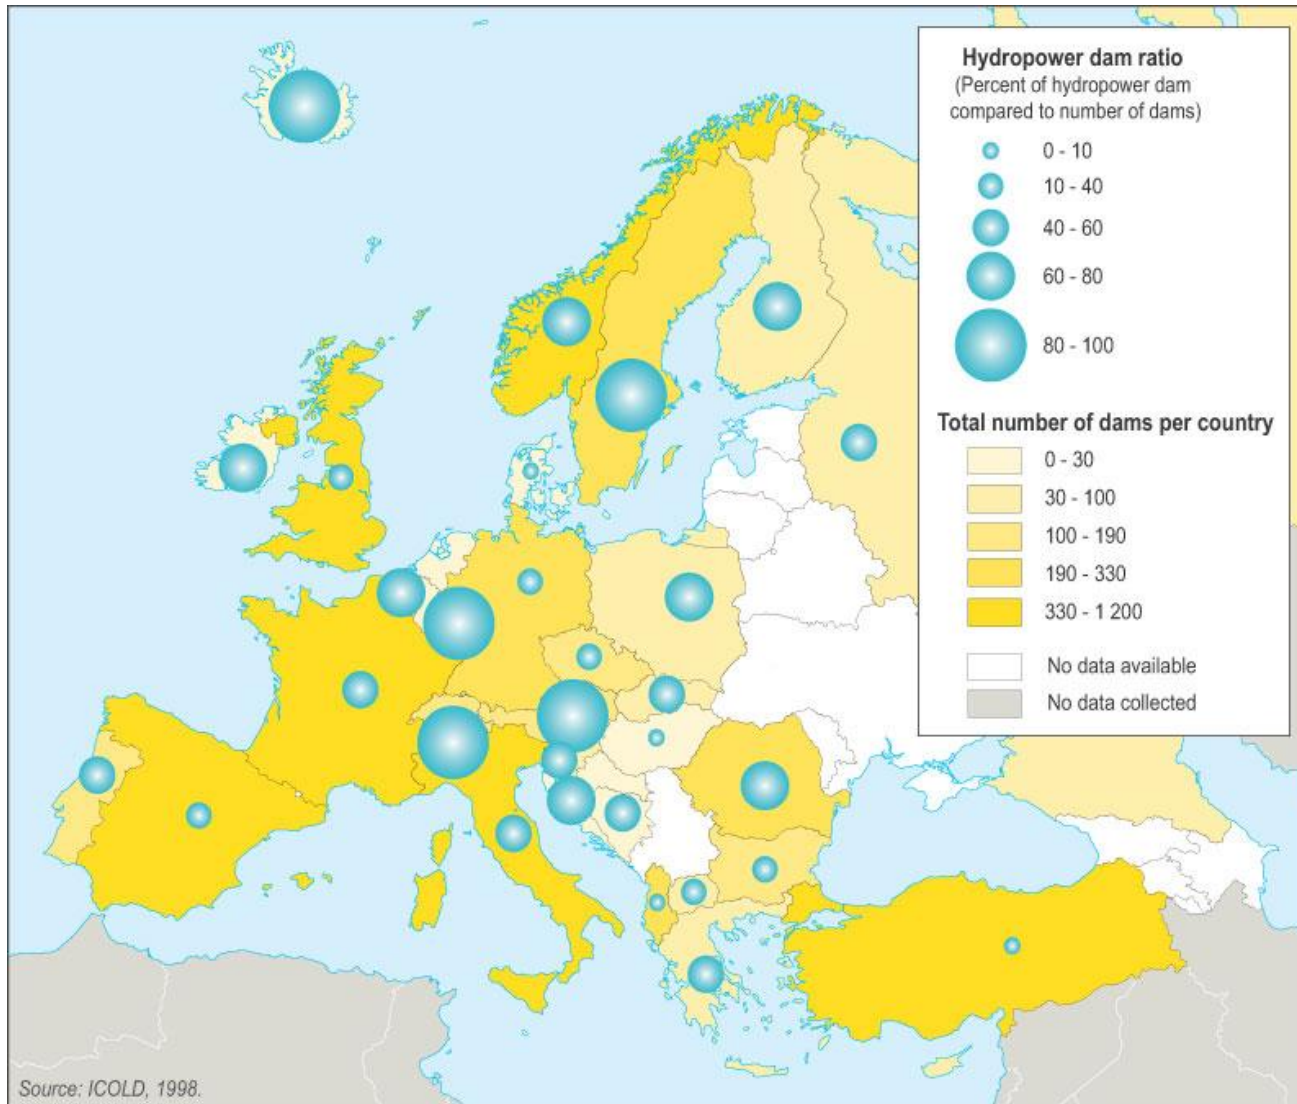 Hydropower dam ratio
(Percent of hydropower dam
compared to number of dams)
0 - 10
10 - 40
40 - 60
60 - 80
80 - 100
Total number of dams per country
0 - 30
30 - 100
100 - 190
190 - 330
330 - 1 200
No data available
No data collected
Source: ICOLD, 1998.